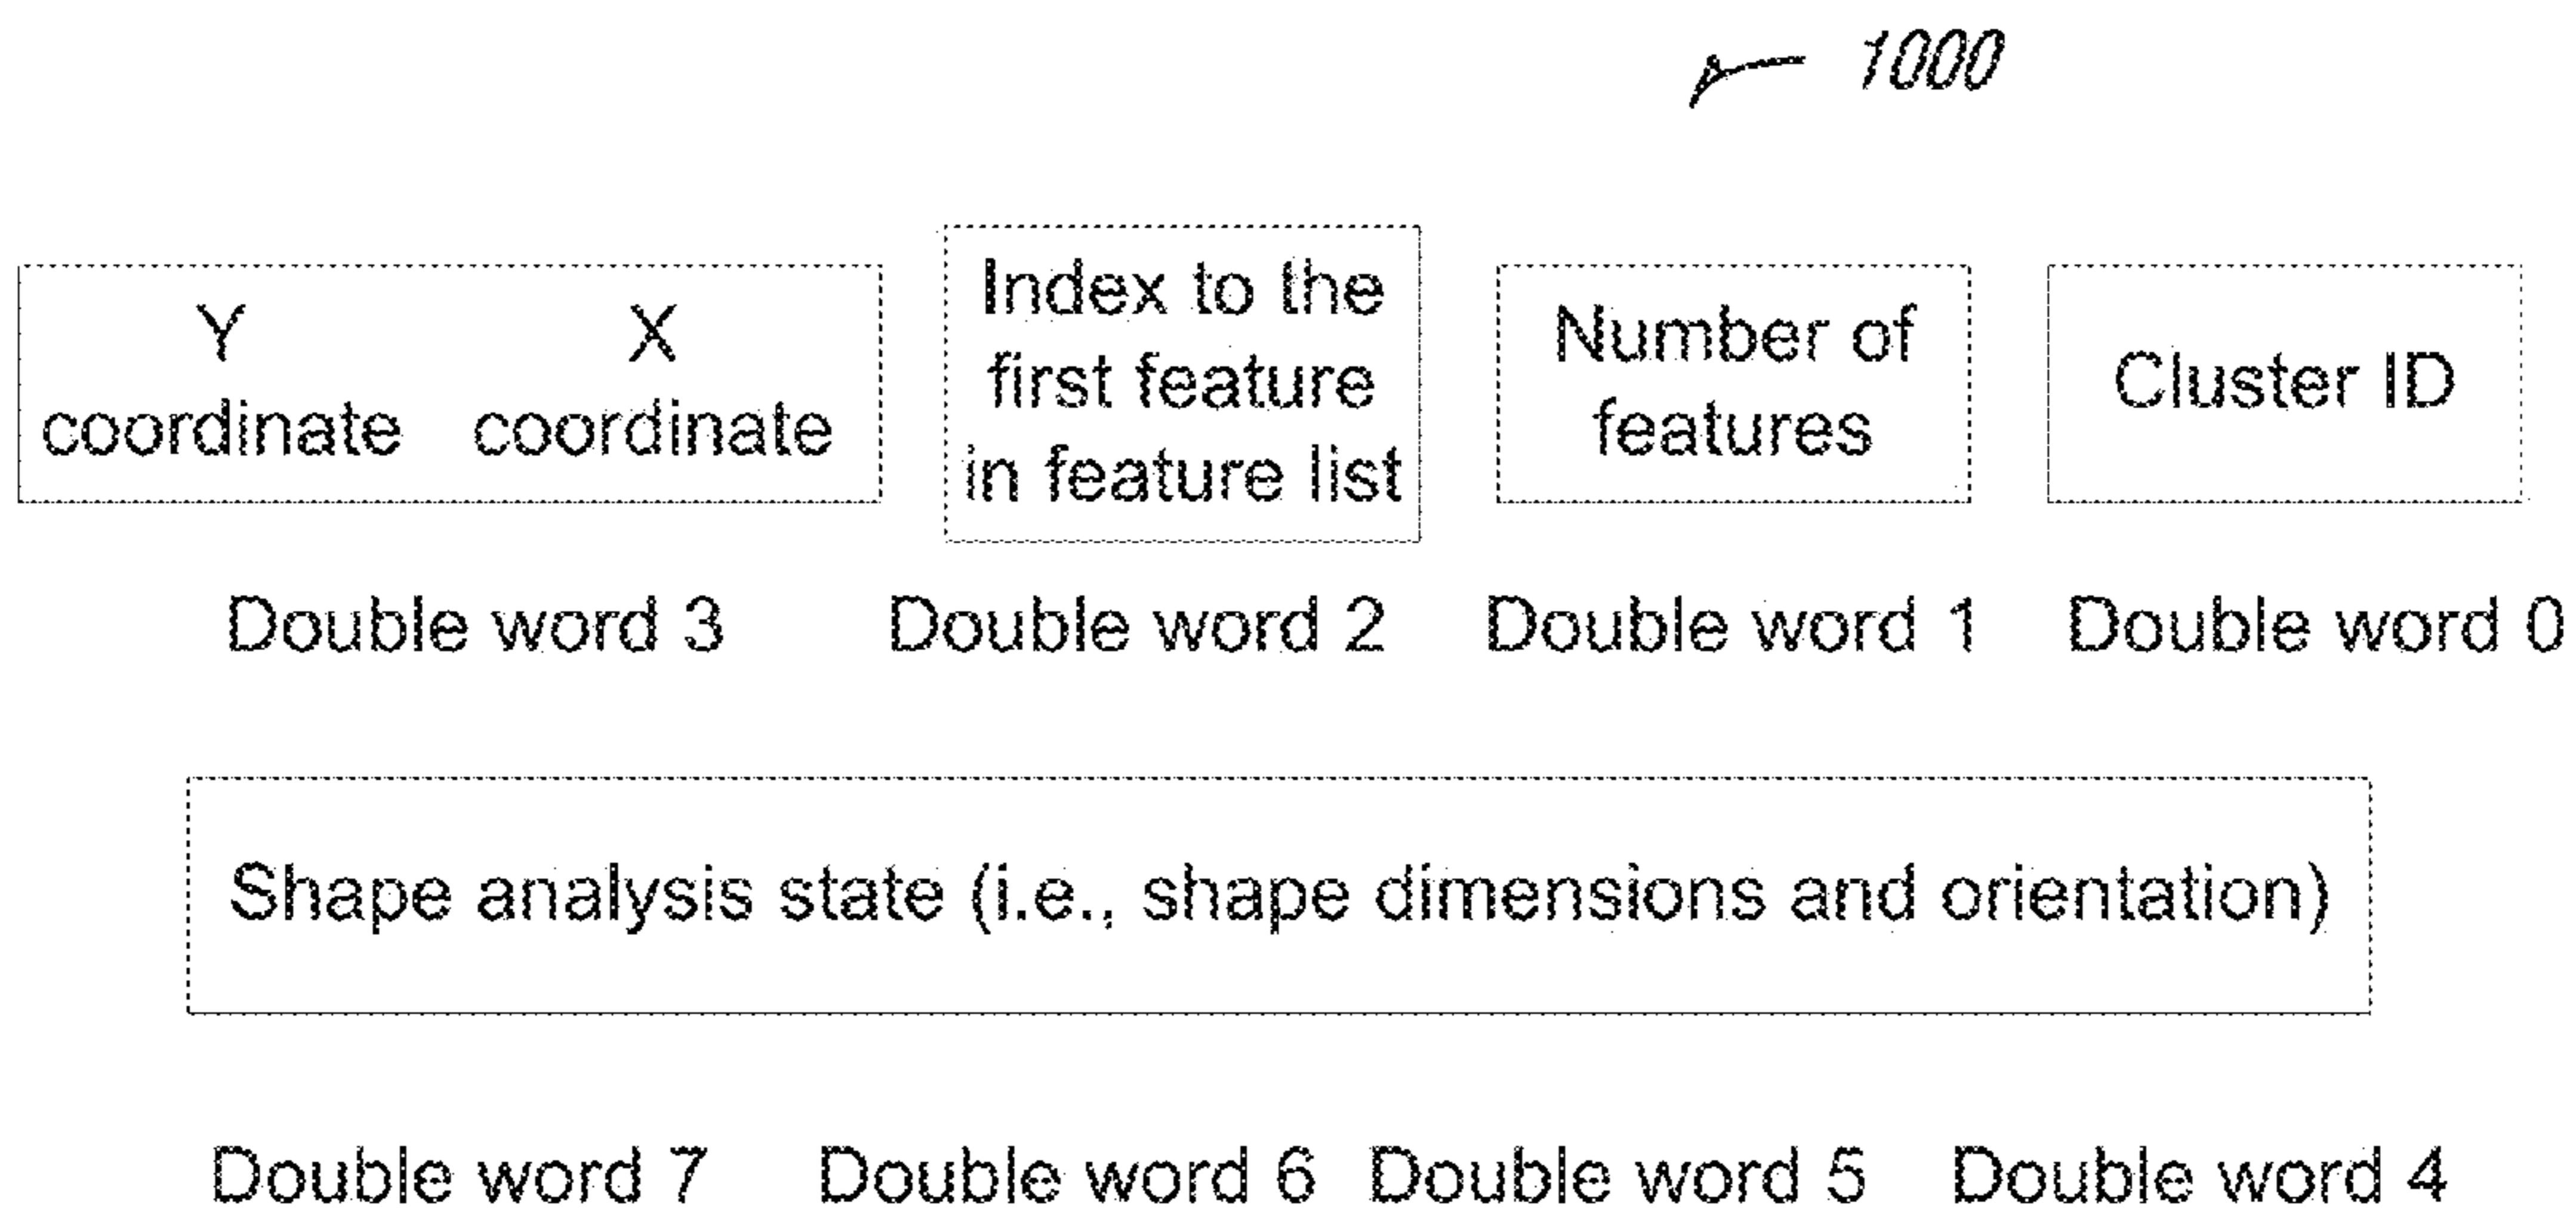 1000
Y
coordinate
X
coordinate
Index to the
first feature
in feature list
Number of
features
Cluster ID
Double word 3
Double word 2
Double word 1
Double word 0
Shape analysis state (i.e., shape dimensions and orientation)
Double word 7
Double word 6
Double word 5
Double word 4